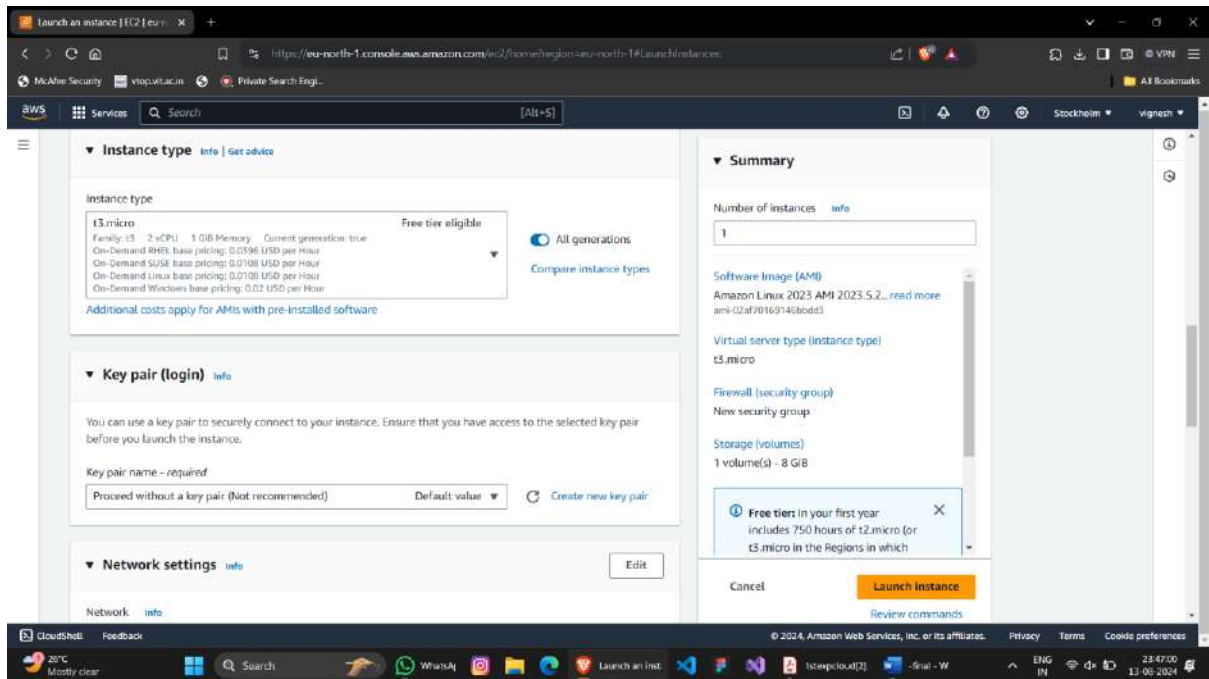 Launch an instance | EC2 | eu-n
https://eu-north-1.console.aws.amazon.com/ec2/home?region=eu-north-1#LaunchInstances:
VPN
McAfee Security
vtop.vit.ac.in
Private Search Engi...
All Bookmarks
aws
Services
Search
[Alt+S]
Stockholm
vignesh
Instance type Info | Get advice
Instance type
t3.micro
Free tier eligible
Family: t3 2 vCPU 1 GiB Memory Current generation: true
On-Demand RHEL base pricing: 0.0396 USD per Hour
On-Demand SUSE base pricing: 0.0108 USD per Hour
On-Demand Linux base pricing: 0.0108 USD per Hour
On-Demand Windows base pricing: 0.02 USD per Hour
All generations
Compare instance types
Additional costs apply for AMIs with pre-installed software
Key pair (login) Info
You can use a key pair to securely connect to your instance. Ensure that you have access to the selected key pair
before you launch the instance.
Key pair name - required
Proceed without a key pair (Not recommended)
Default value
Create new key pair
Network settings Info
Edit
Network Info
Summary
Number of instances Info
1
Software Image (AMI)
Amazon Linux 2023 AMI 2023.5.2...read more
ami-02af70169146bbdd3
Virtual server type (instance type)
t3.micro
Firewall (security group)
New security group
Storage (volumes)
1 volume(s) - 8 GiB
Free tier: In your first year
includes 750 hours of t2.micro (or
t3.micro in the Regions in which
Cancel
Launch instance
Review commands
CloudShell
Feedback
© 2024, Amazon Web Services, Inc. or its affiliates.
Privacy
Terms
Cookie preferences
26°C
Mostly clear
Search
WhatsA
Launch an inst
1stexpcloud[2].
-final - W
ENG
IN
23:47:00
13-08-2024